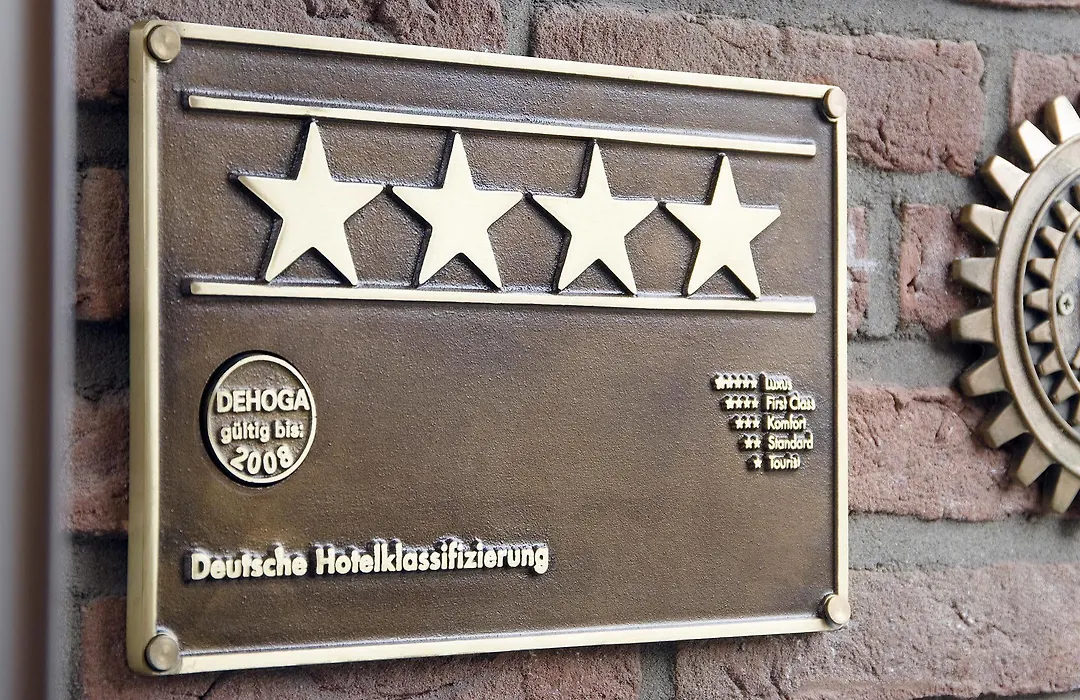 DEHOGA
gültig bis:
2008
Luxus
First Class
Komfort
Standard
Tourist
Deutsche Hotelklassifizierung